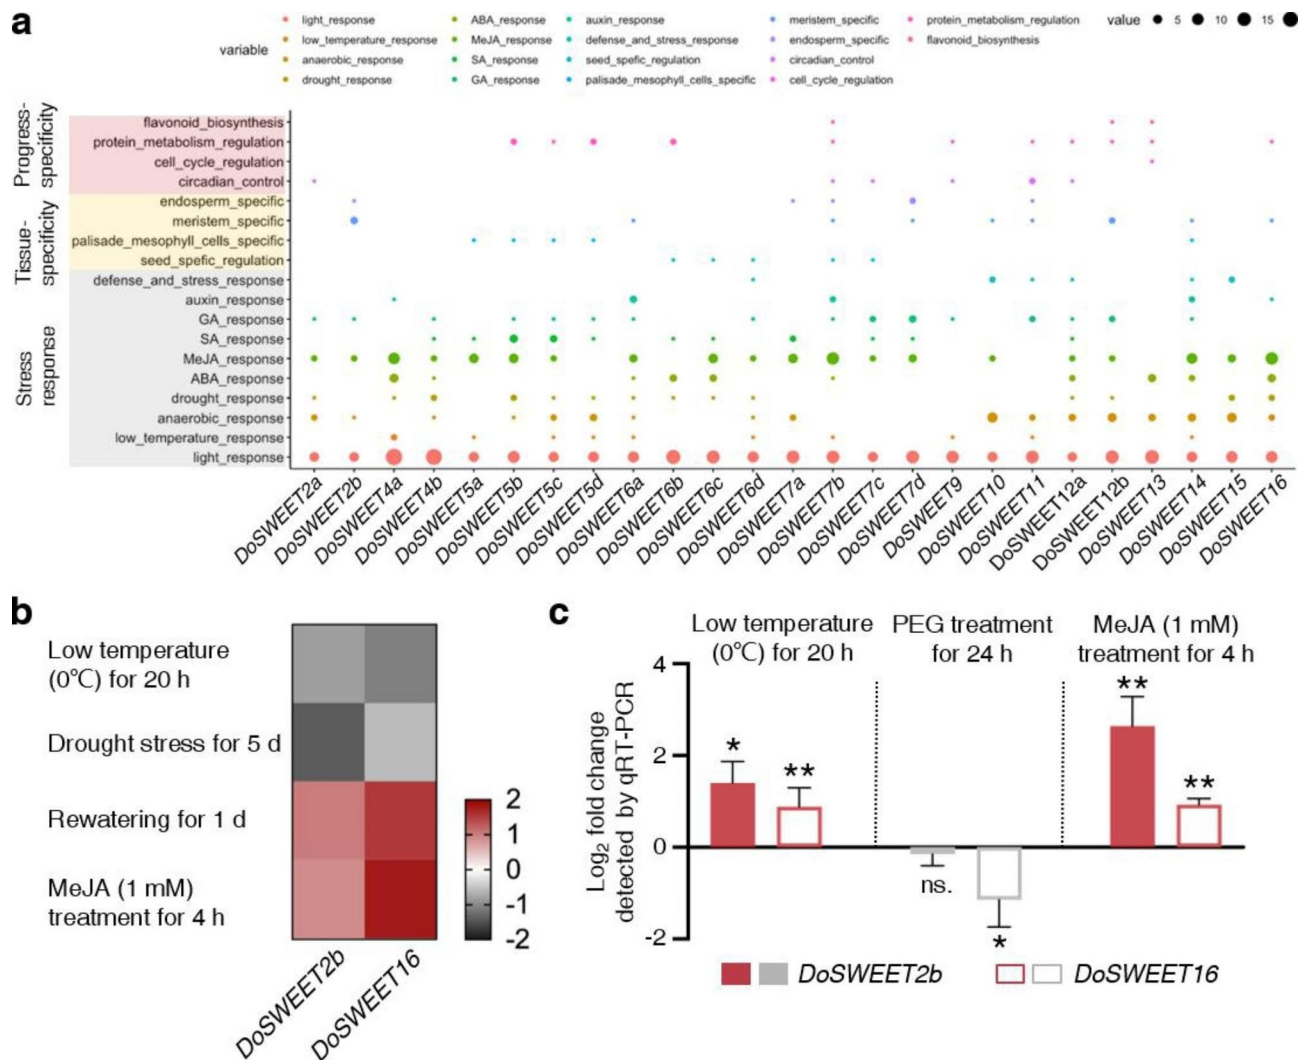 a
variable
light_response
low_temperature_response
anaerobic_response
drought_response
ABA_response
MeJA_response
SA_response
GA_response
auxin_response
defense_and_stress_response
seed_spefic_regulation
palisade_mesophyll_cells_specific
meristem_specific
endosperm_specific
circadian_control
cell_cycle_regulation
protein_metabolism_regulation
flavonoid_biosynthesis
value 5 10 15
Progress-
specificity
Tissue-
specificity
Stress
response
flavonoid_biosynthesis
protein_metabolism_regulation
cell_cycle_regulation
circadian_control
endosperm_specific
meristem_specific
palisade_mesophyll_cells_specific
seed_spefic_regulation
defense_and_stress_response
auxin_response
GA_response
SA_response
MeJA_response
ABA_response
drought_response
anaerobic_response
low_temperature_response
light_response
DoSWEET2a
DoSWEET2b
DoSWEET4a
DoSWEET4b
DoSWEET5a
DoSWEET5b
DoSWEET5c
DoSWEET5d
DoSWEET6a
DoSWEET6b
DoSWEET6c
DoSWEET6d
DoSWEET7a
DoSWEET7b
DoSWEET7c
DoSWEET7d
DoSWEET9
DoSWEET10
DoSWEET11
DoSWEET12a
DoSWEET12b
DoSWEET13
DoSWEET14
DoSWEET15
DoSWEET16
b
Low temperature
(0℃) for 20 h
Drought stress for 5 d
Rewatering for 1 d
MeJA (1 mM)
treatment for 4 h
DoSWEET2b
DoSWEET16
2
1
0
-1
-2
c
Low temperature
(0℃) for 20 h
PEG treatment
for 24 h
MeJA (1 mM)
treatment for 4 h
Log₂ fold change
detected by qRT-PCR
4
2
0
-2
*
**
ns.
*
**
**
DoSWEET2b
DoSWEET16